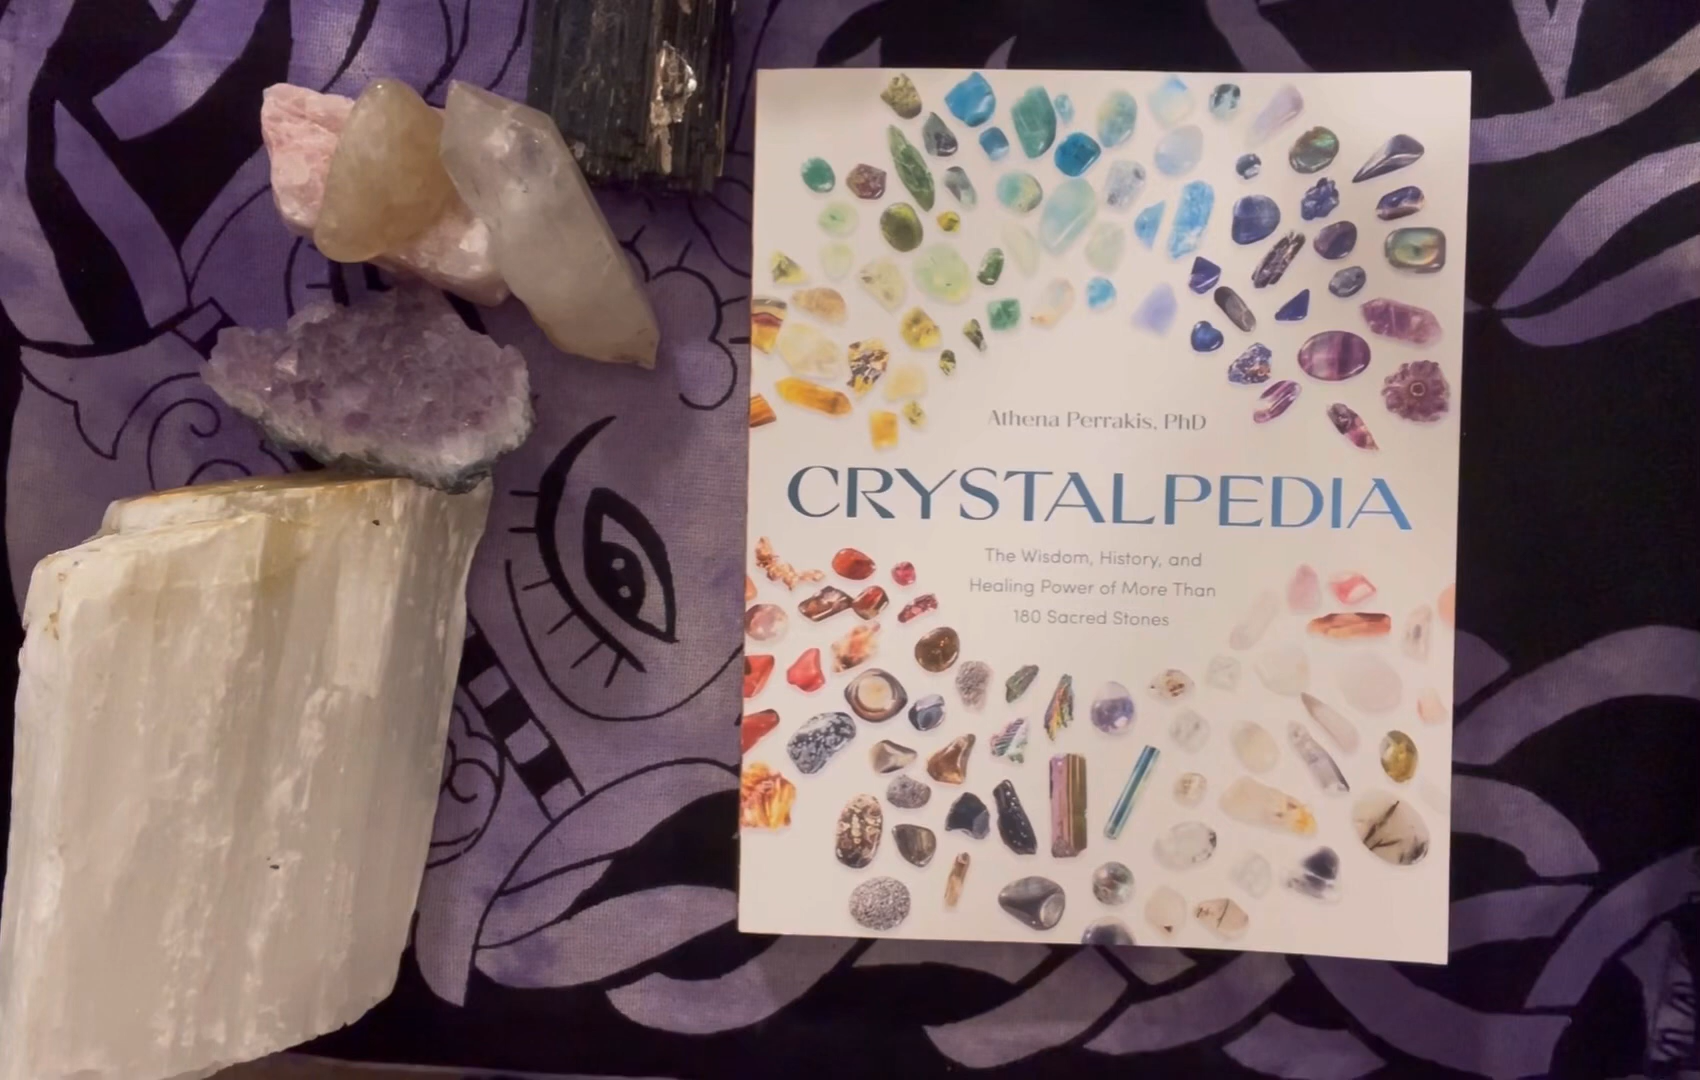 Athena Perrakis, PhD
CRYSTALPEDIA
The Wisdom, History, and
Healing Power of More Than
180 Sacred Stones